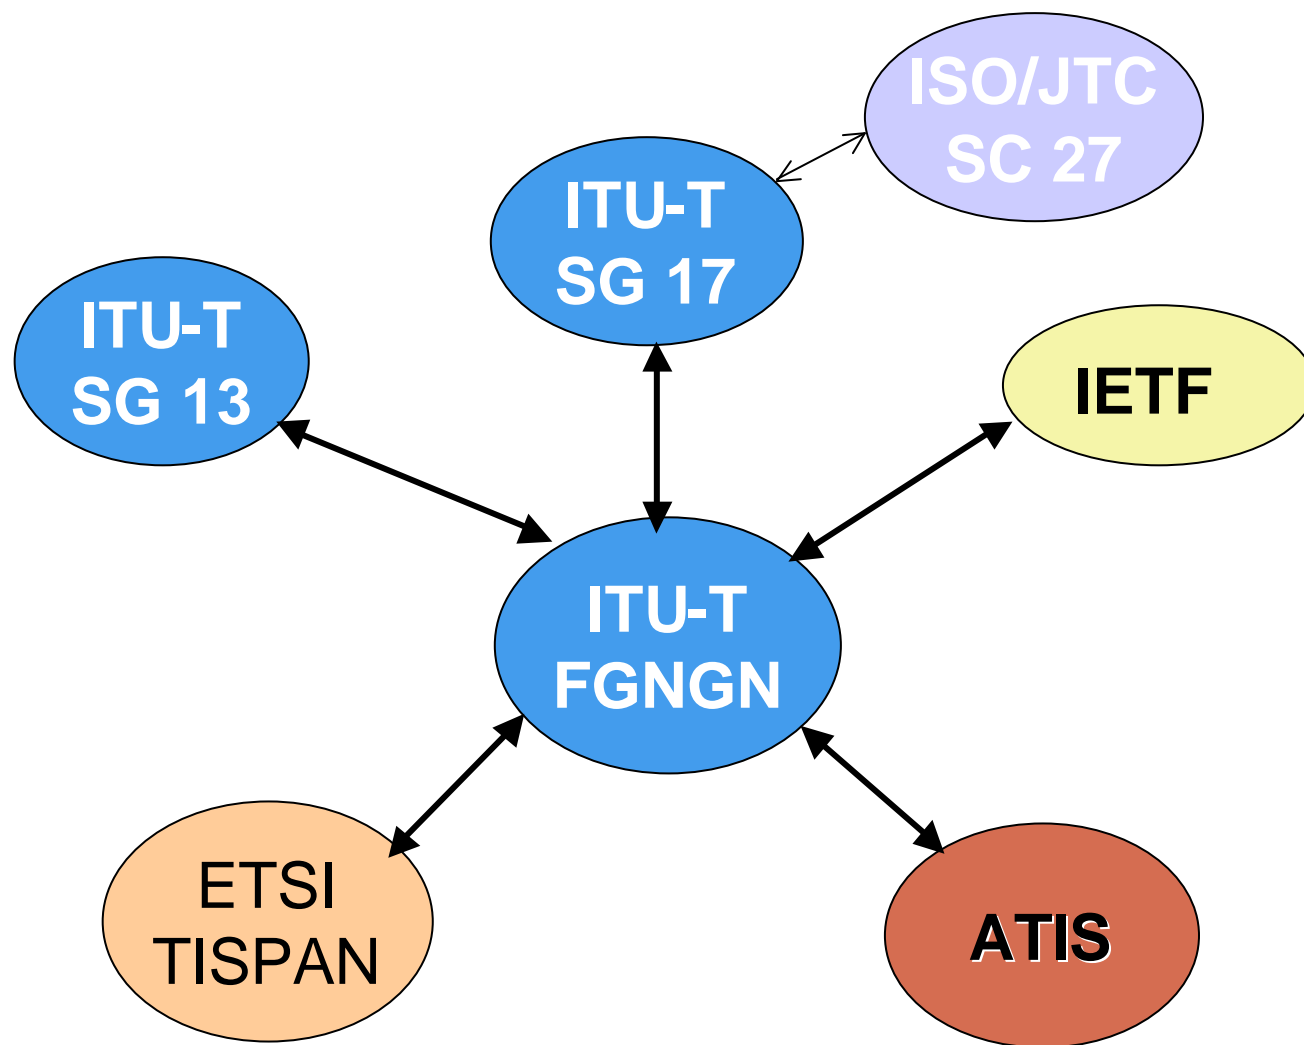 ISO/JTC
SC 27
ITU-T
SG 17
ITU-T
SG 13
IETF
ITU-T
FGNGN
ETSI
TISPAN
ATIS